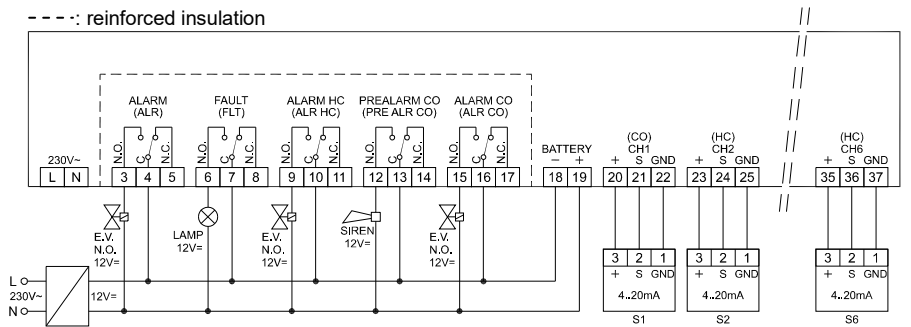 ----: reinforced insulation
ALARM FAULT ALARM HC PREALARM CO ALARM CO
(ALR) (FLT) (ALR HC) (PRE ALR CO) (ALR CO)
N.O. C N.C. N.O. C N.C. N.O. C N.C. N.O. C N.C. N.O. C N.C.
230V~
BATTERY
- +
(CO) (HC) (HC)
CH1 CH2 CH6
+ S GND + S GND + S GND
L N 3 4 5 6 7 8 9 10 11 12 13 14 15 16 17 18 19 20 21 22 23 24 25 35 36 37
E.V.
N.O.
12V=
LAMP
12V=
E.V.
N.O.
12V=
SIREN
12V=
E.V.
N.O.
12V=
3 2 1 3 2 1 3 2 1
+ S GND + S GND + S GND
4..20mA 4..20mA 4..20mA
S1 S2 S6
L
230V~ 12V=
N